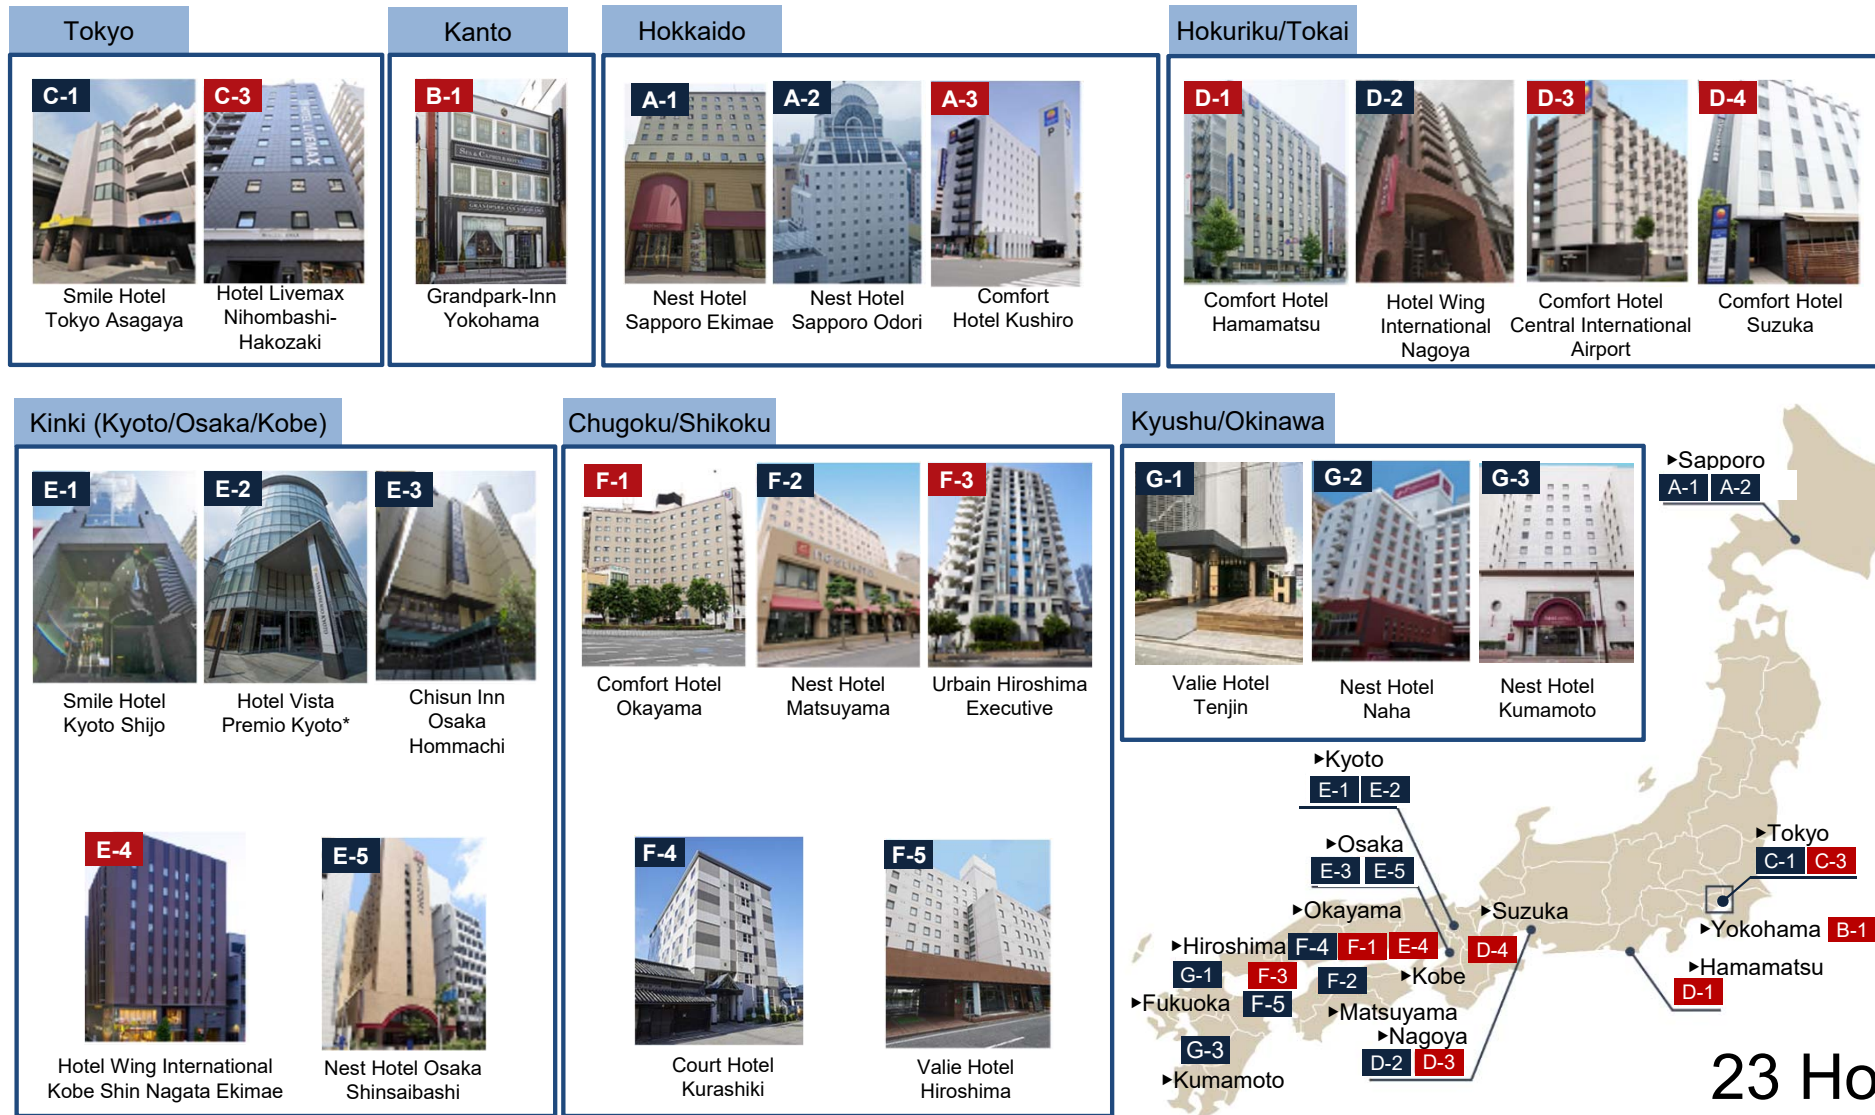 Tokyo
C-1
C-3
Smile Hotel
Tokyo Asagaya
Hotel Livemax
Nihombashi-
Hakozaki
Kanto
B-1
Grandpark-Inn
Yokohama
Hokkaido
A-1
A-2
A-3
Nest Hotel
Sapporo Ekimae
Nest Hotel
Sapporo Odori
Comfort
Hotel Kushiro
Hokuriku/Tokai
D-1
D-2
D-3
D-4
Comfort Hotel
Hamamatsu
Hotel Wing
International
Nagoya
Comfort Hotel
Central International
Airport
Comfort Hotel
Suzuka
Kinki (Kyoto/Osaka/Kobe)
E-1
E-2
E-3
Smile Hotel
Kyoto Shijo
Hotel Vista
Premio Kyoto*
Chisun Inn
Osaka
Hommachi
E-4
E-5
Hotel Wing International
Kobe Shin Nagata Ekimae
Nest Hotel Osaka
Shinsaibashi
Chugoku/Shikoku
F-1
F-2
F-3
Comfort Hotel
Okayama
Nest Hotel
Matsuyama
Urbain Hiroshima
Executive
F-4
F-5
Court Hotel
Kurashiki
Valie Hotel
Hiroshima
Kyushu/Okinawa
G-1
G-2
G-3
Valie Hotel
Tenjin
Nest Hotel
Naha
Nest Hotel
Kumamoto
▶Sapporo
A-1 A-2
▶Kyoto
E-1 E-2
▶Osaka
E-3 E-5
▶Tokyo
C-1 C-3
▶Okayama
▶Suzuka
▶Yokohama B-1
▶Hiroshima F-4 F-1 E-4
D-4
▶Hamamatsu
D-1
G-1 F-3 F-2
▶Kobe
▶Fukuoka F-5
▶Matsuyama
▶Nagoya
D-2 D-3
G-3
▶Kumamoto
23 Ho